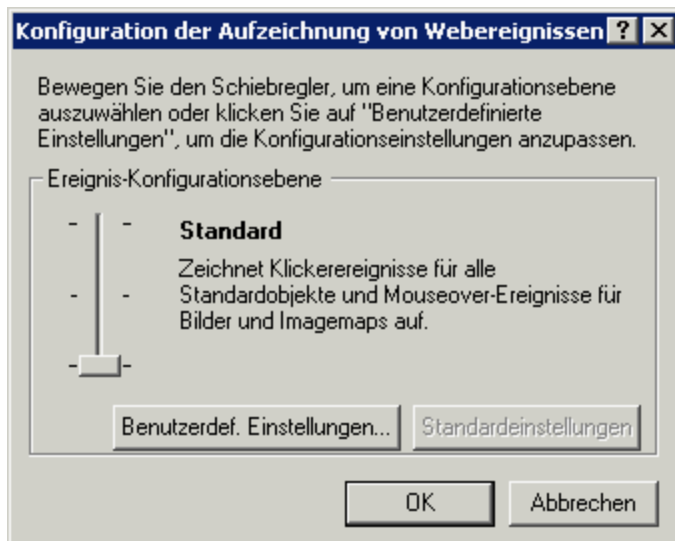 Konfiguration der Aufzeichnung von Webereignissen
Bewegen Sie den Schiebregler, um eine Konfigurationsebene
auszuwählen oder klicken Sie auf "Benutzerdefinierte
Einstellungen", um die Konfigurationseinstellungen anzupassen.
Ereignis-Konfigurationsebene
Standard
Zeichnet Klickerereignisse für alle
Standardobjekte und Mouseover-Ereignisse für
Bilder und Imagemaps auf.
Benutzerdef. Einstellungen... Standardeinstellungen
OK Abbrechen